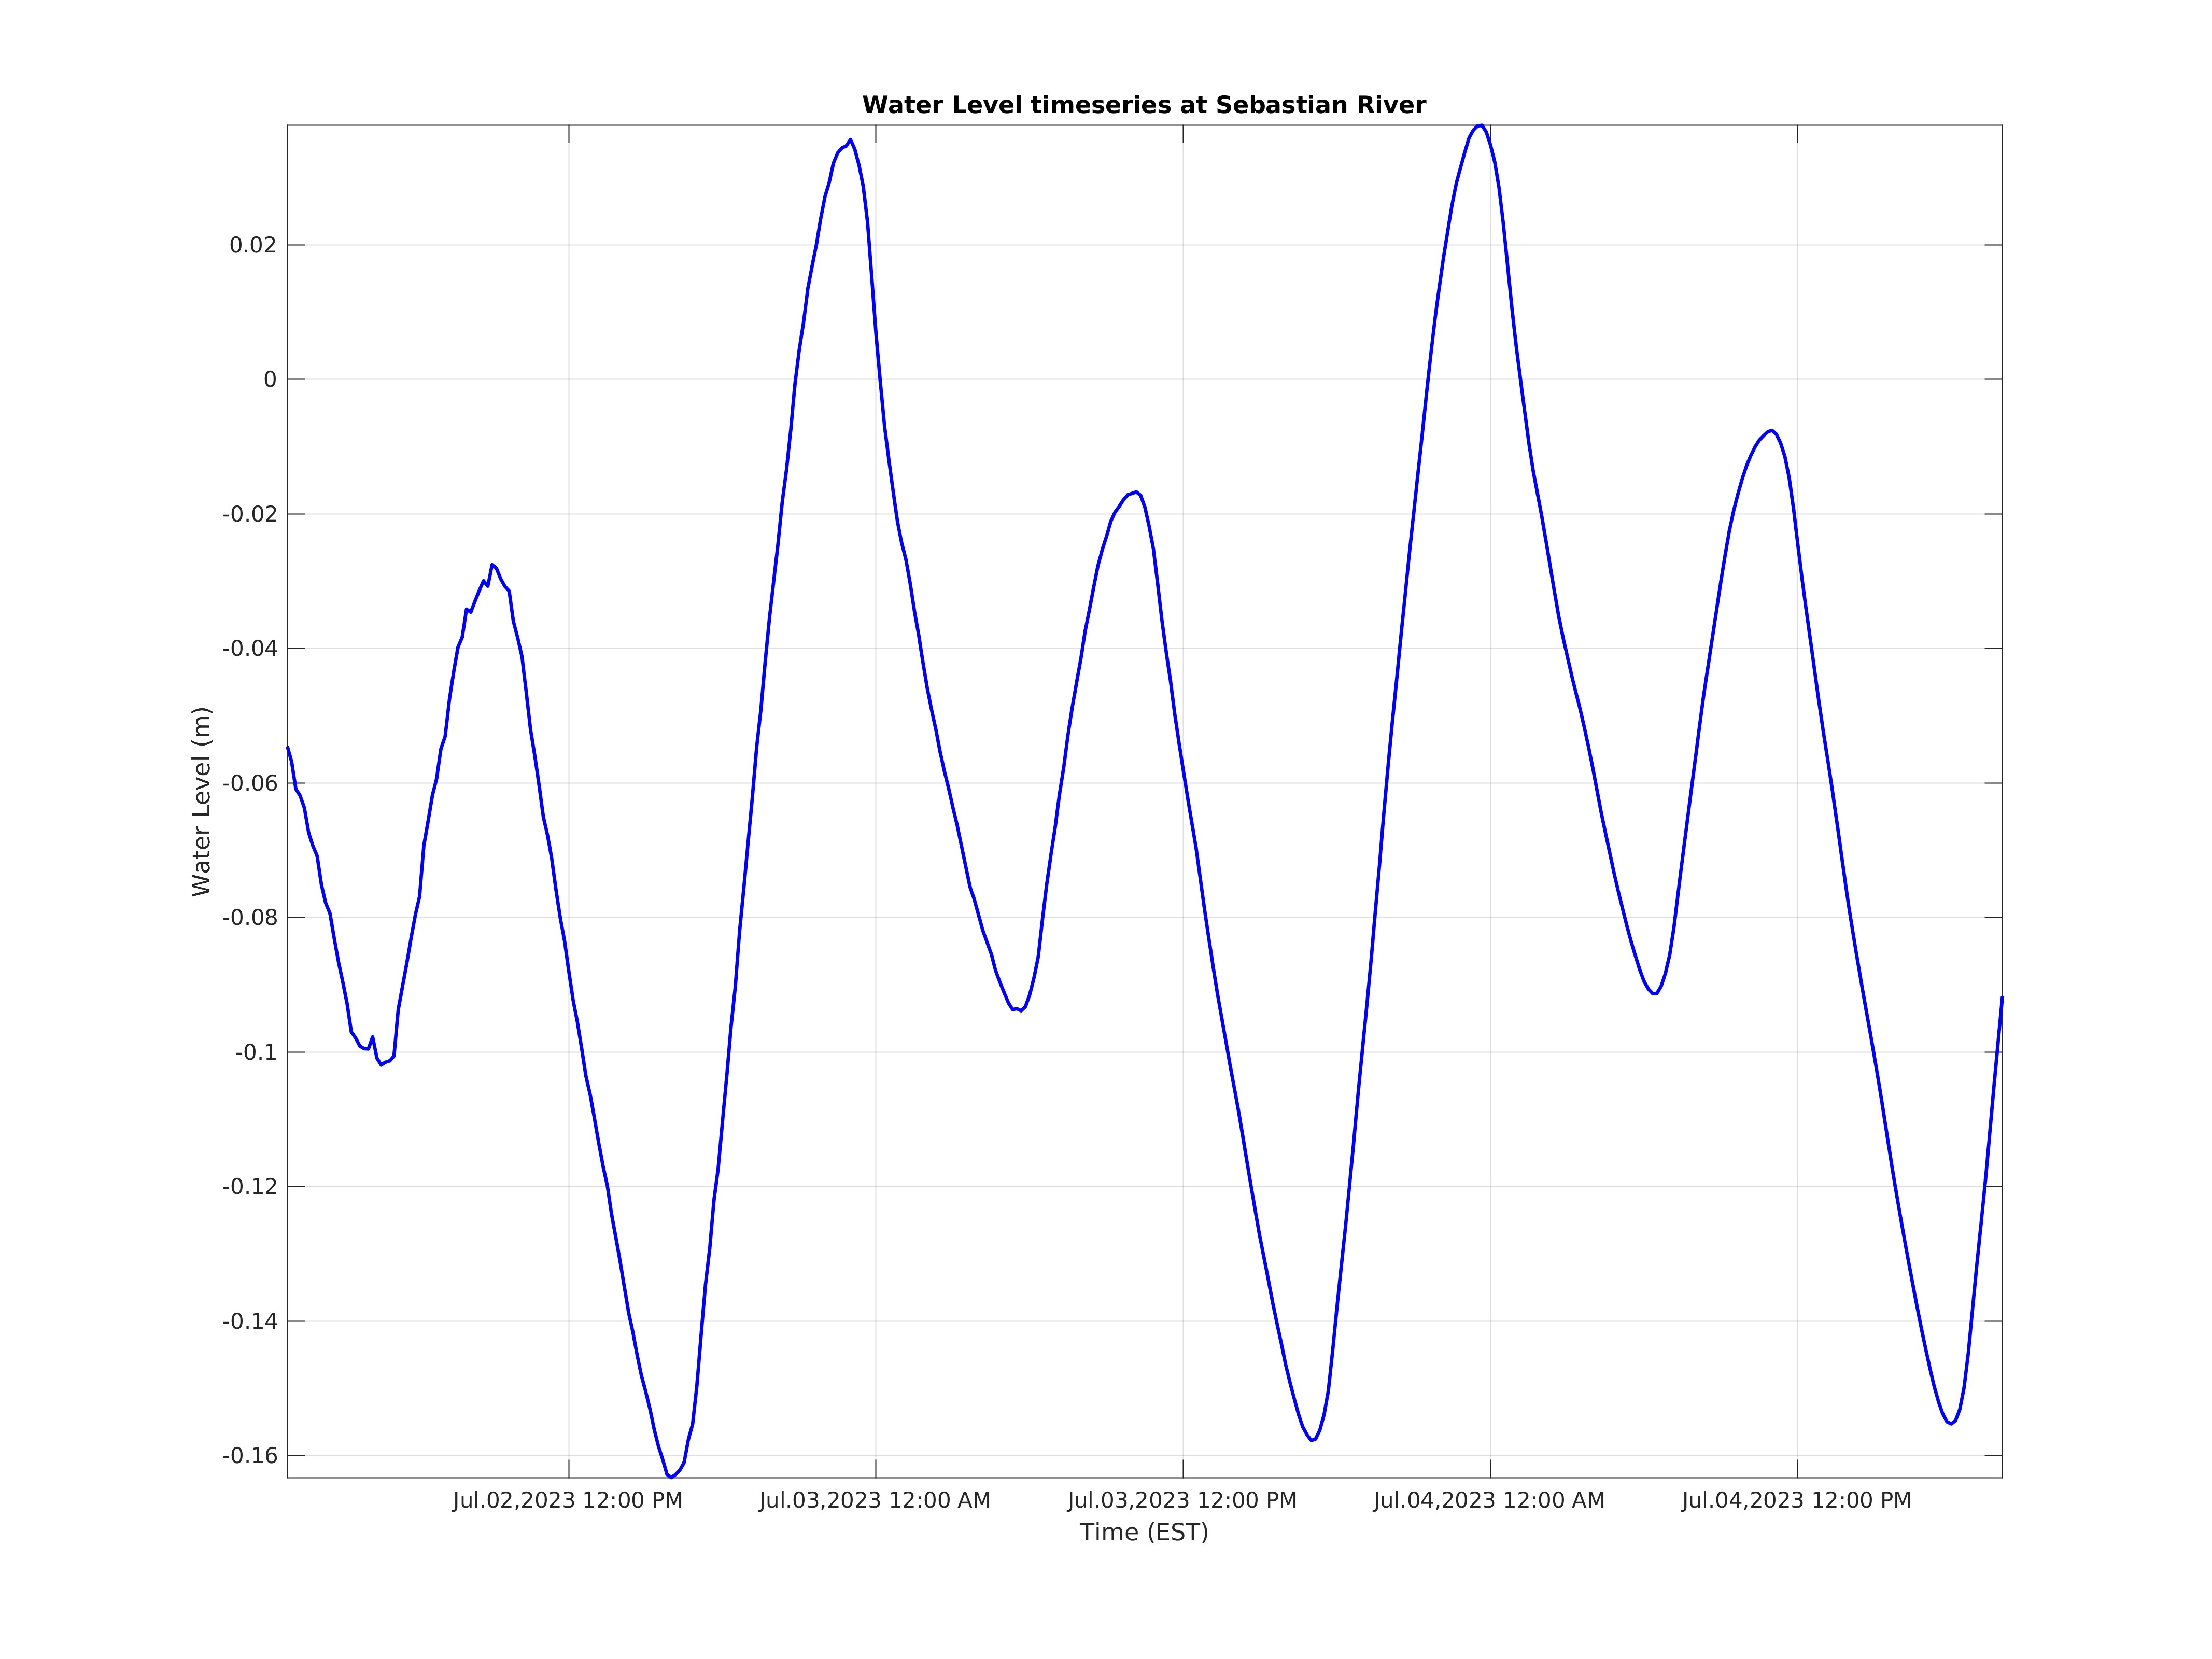 Water Level timeseries at Sebastian River
0.02
0
-0.02
-0.04
-0.06
-0.08
-0.1
-0.12
-0.14
-0.16
Water Level (m)
Jul.02,2023 12:00 PM Jul.03,2023 12:00 AM Jul.03,2023 12:00 PM Jul.04,2023 12:00 AM Jul.04,2023 12:00 PM
Time (EST)